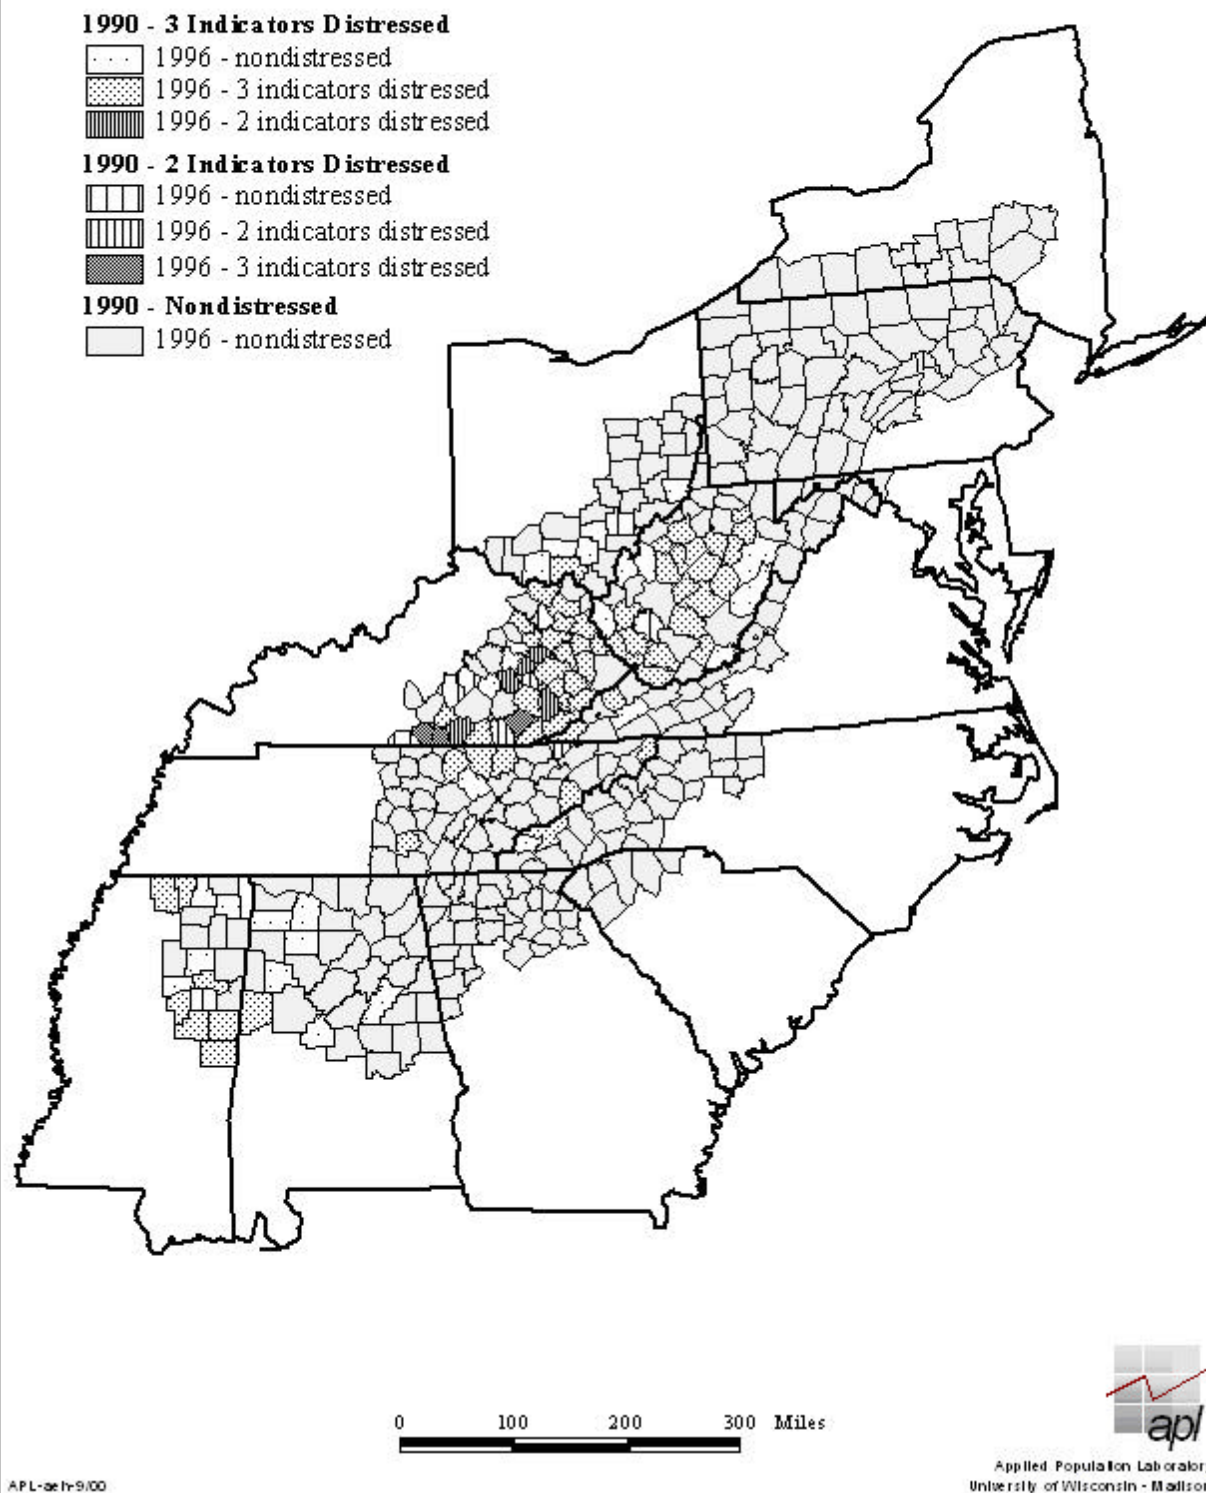 1990 - 3 Indicators Distressed
1996 - nondistressed
1996 - 3 indicators distressed
1996 - 2 indicators distressed
1990 - 2 Indicators Distressed
1996 - nondistressed
1996 - 2 indicators distressed
1996 - 3 indicators distressed
1990 - Nondistressed
1996 - nondistressed
0 100 200 300 Miles
apl
Applied Population Laborator
University of Wisconsin - Madiso
APL-aeh-9/00